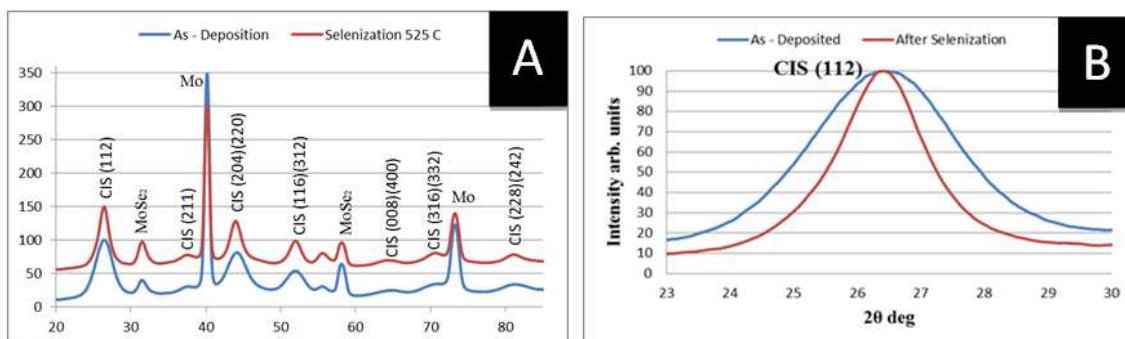 As - Deposition Selenization 525 C
A
350
300
250
200
150
100
50
0
CIS (112)
MoSe₂
CIS (211)
Mo
CIS (204)(220)
CIS (116)(312)
MoSe₂
CIS (008)(400)
CIS (316)(332)
Mo
CIS (228)(242)
20 30 40 50 60 70 80
As - Deposited After Selenization
B
CIS (112)
Intensity arb. units
100
90
80
70
60
50
40
30
20
10
0
23 24 25 26 27 28 29 30
2θ deg